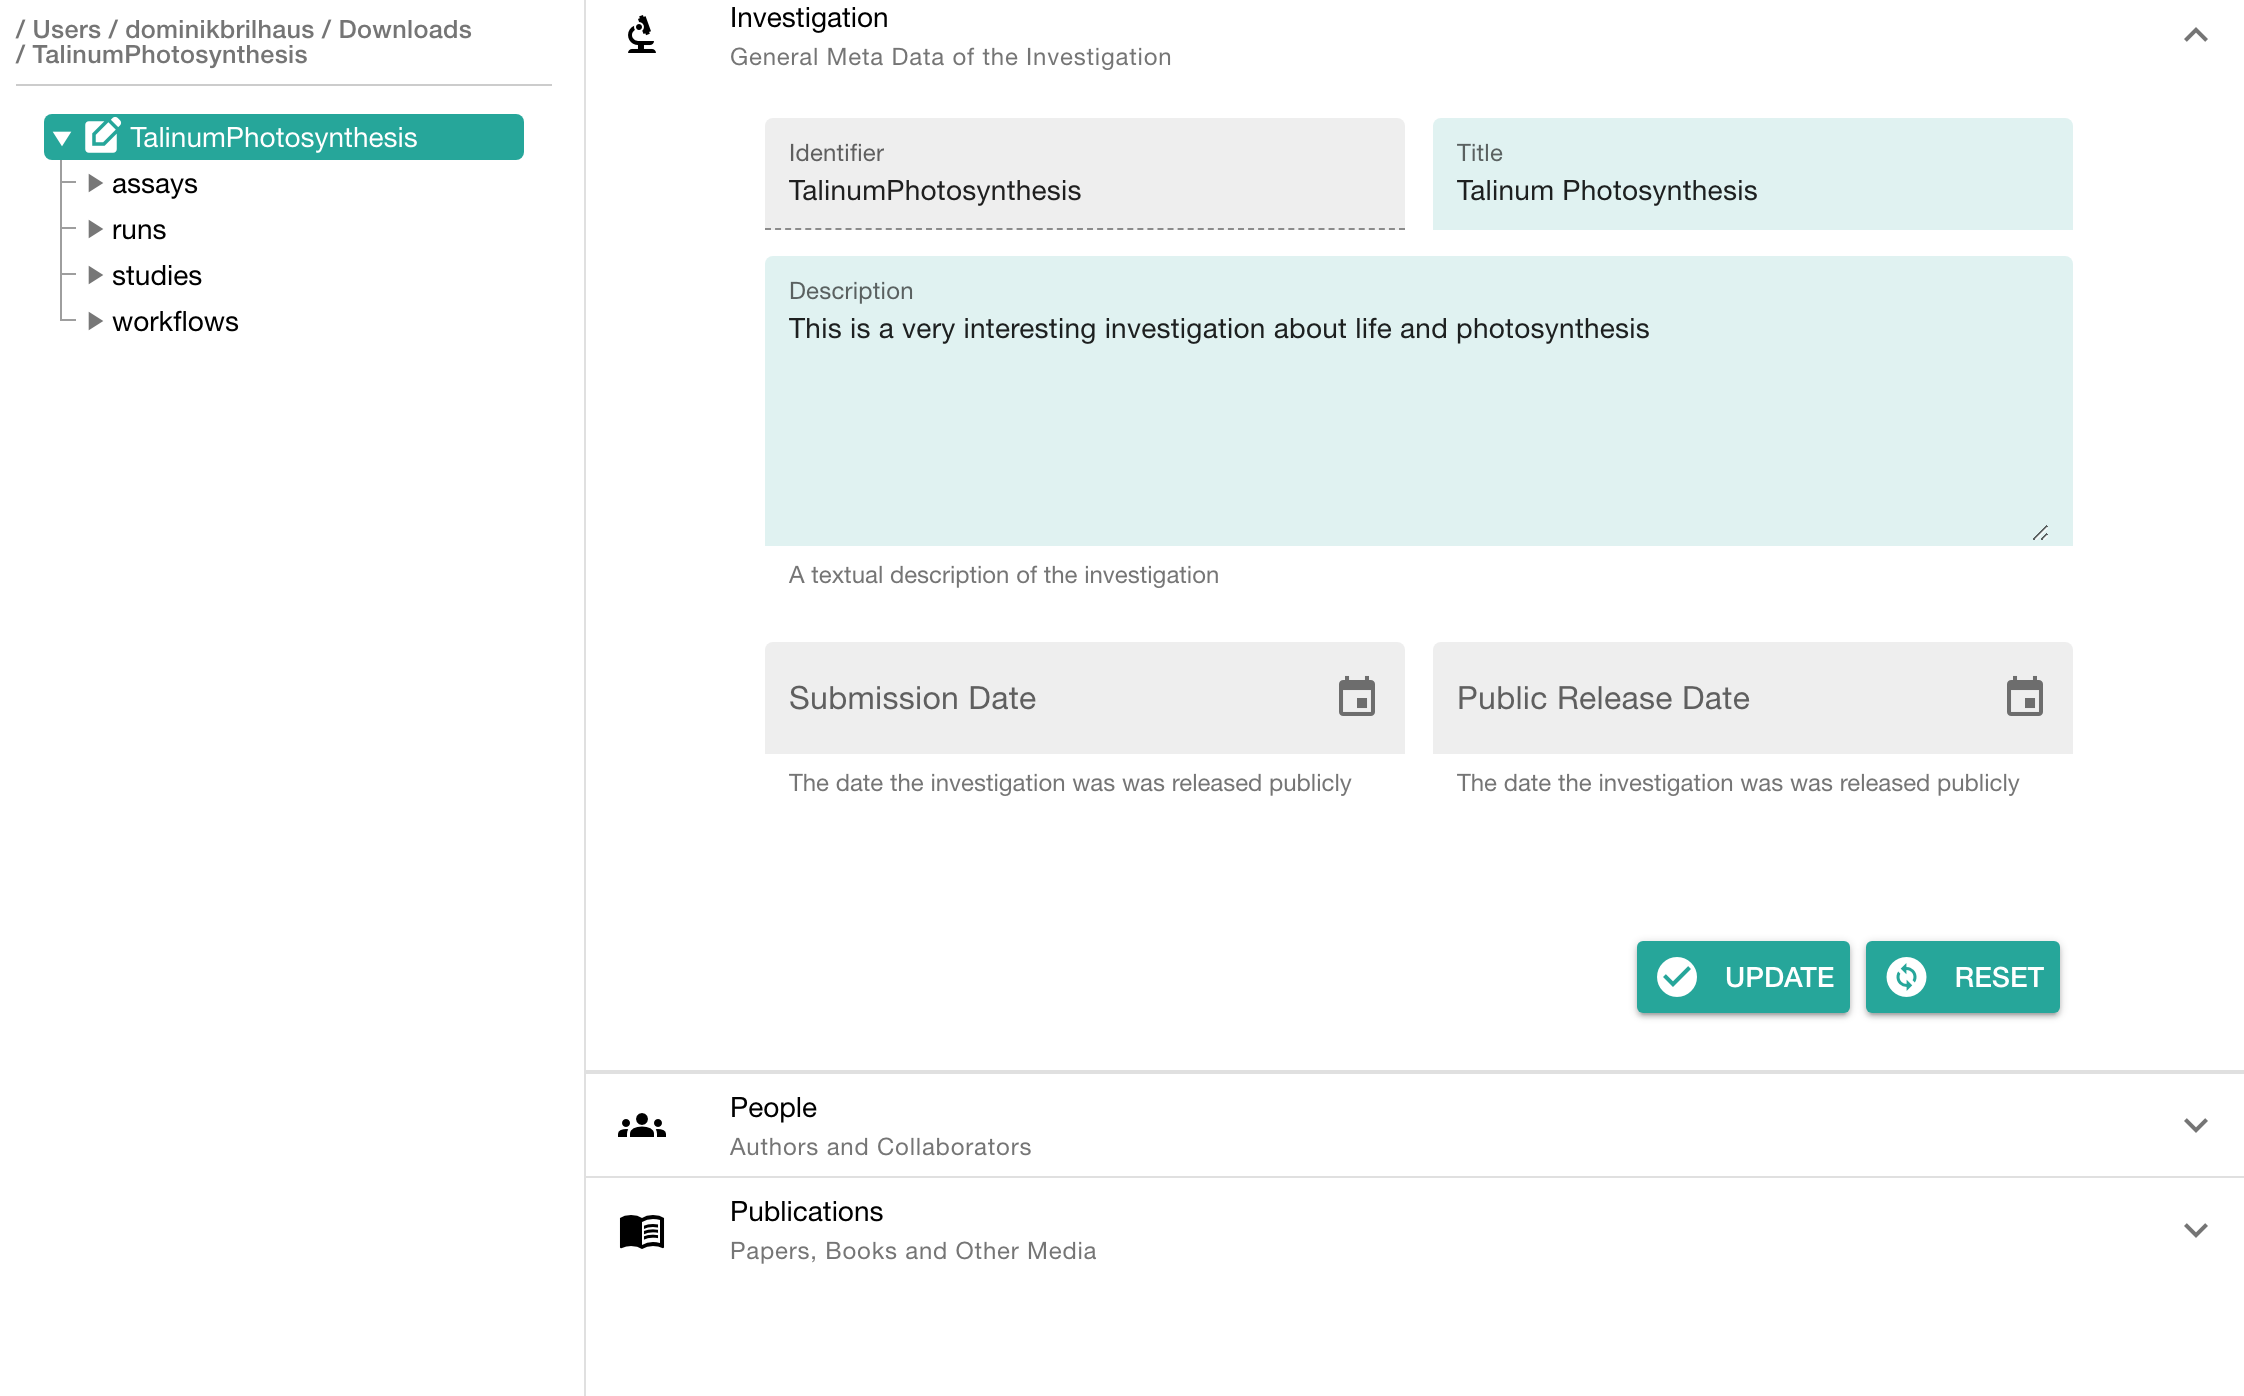 / Users / dominikbrilhaus / Downloads
/ TalinumPhotosynthesis
TalinumPhotosynthesis
assays
runs
studies
workflows
Investigation
General Meta Data of the Investigation
Identifier
TalinumPhotosynthesis
Title
Talinum Photosynthesis
Description
This is a very interesting investigation about life and photosynthesis
A textual description of the investigation
Submission Date
The date the investigation was was released publicly
Public Release Date
The date the investigation was was released publicly
UPDATE
RESET
People
Authors and Collaborators
Publications
Papers, Books and Other Media